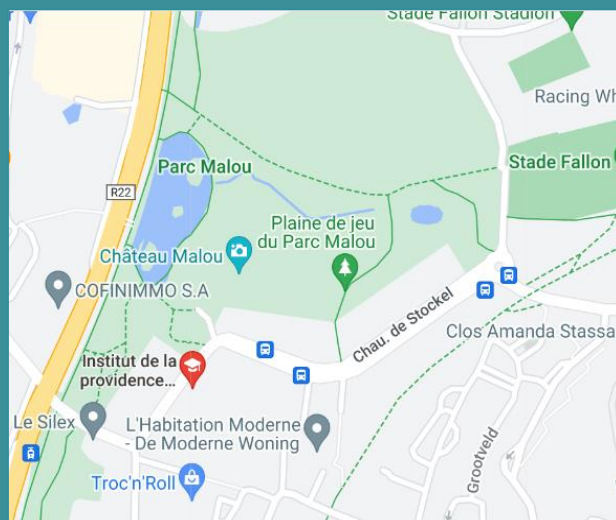 Stade Fallon Stadion
Racing Wh
Parc Malou
Stade Fallon
R22
Plaine de jeu
du Parc Malou
Château Malou
COFINIMMO S.A
Chau. de Stockel
Clos Amanda Stassa
Institut de la
providence...
Le Silex
L'Habitation Moderne
- De Moderne Woning
Grootveld
Troc'n'Roll